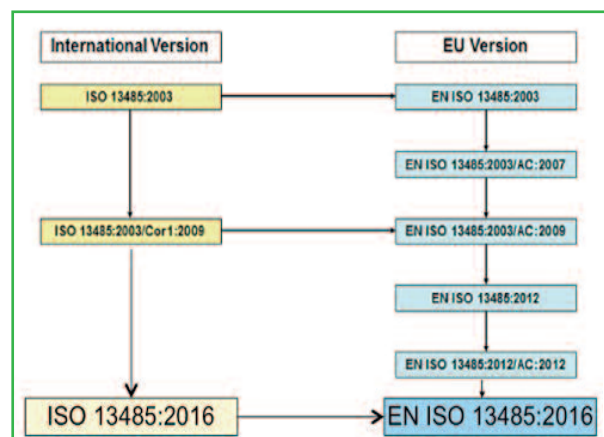 International Version
EU Version
ISO 13485:2003
EN ISO 13485:2003
EN ISO 13485:2003/AC:2007
ISO 13485:2003/Cor1:2009
EN ISO 13485:2003/AC:2009
EN ISO 13485:2012
EN ISO 13485:2012/AC:2012
ISO 13485:2016
EN ISO 13485:2016